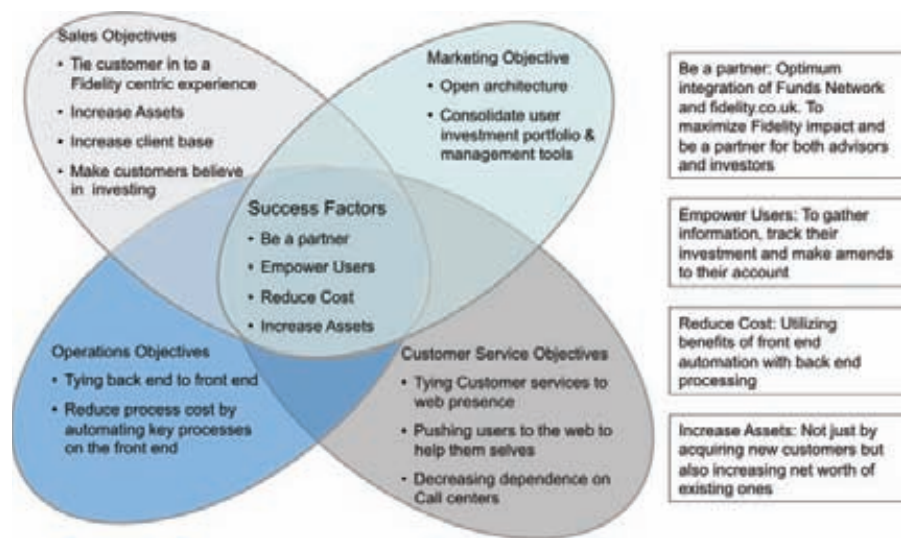 Sales Objectives
• Tie customer in to a
Fidelity centric experience
• Increase Assets
• Increase client base
• Make customers believe
in investing
Marketing Objective
• Open architecture
• Consolidate user
investment portfolio &
management tools
Success Factors
• Be a partner
• Empower Users
• Reduce Cost
• Increase Assets
Operations Objectives
• Tying back end to front end
• Reduce process cost by
automating key processes
on the front end
Customer Service Objectives
• Tying Customer services to
web presence
• Pushing users to the web to
help them selves
• Decreasing dependence on
Call centers
Be a partner: Optimum
integration of Funds Network
and fidelity.co.uk. To
maximize Fidelity impact and
be a partner for both advisors
and investors
Empower Users: To gather
information, track their
investment and make amends
to their account
Reduce Cost: Utilizing
benefits of front end
automation with back end
processing
Increase Assets: Not just by
acquiring new customers but
also increasing net worth of
existing ones